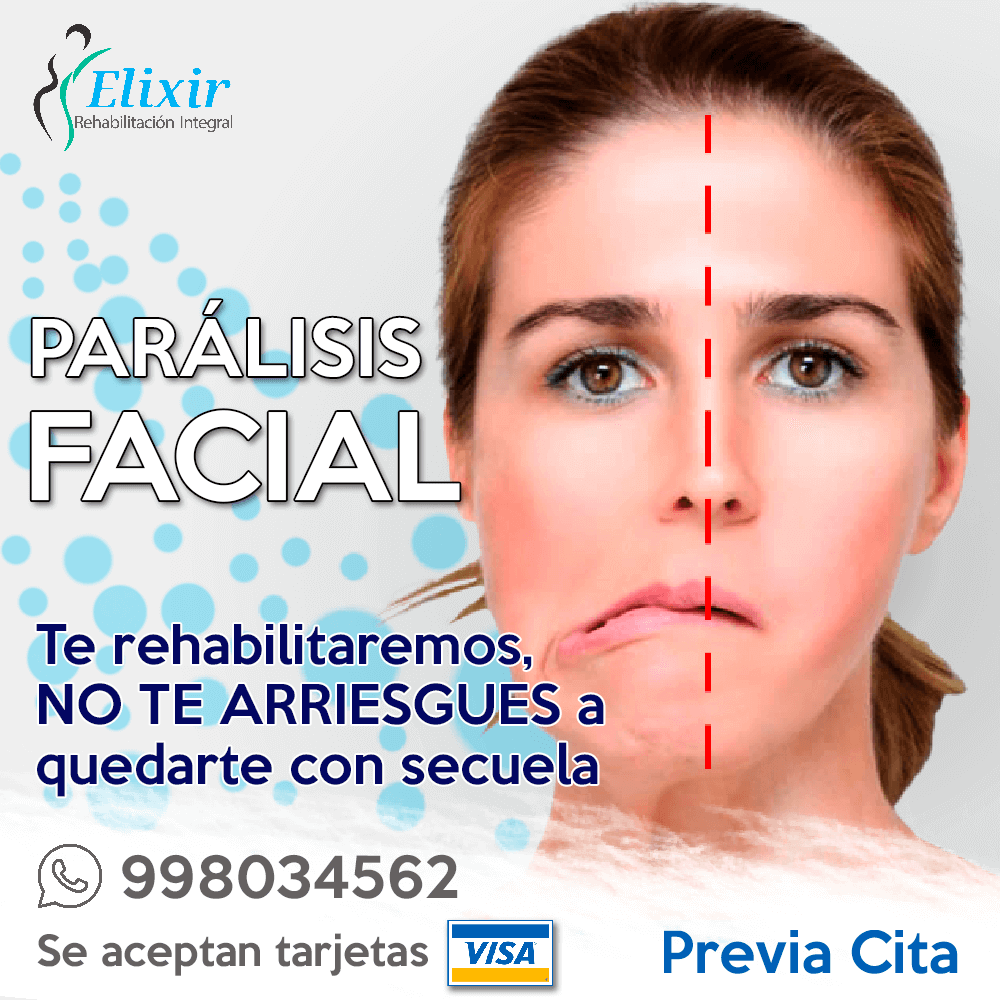 Elixir
Rehabilitación Integral
PARÁLISIS
FACIAL
Te rehabilitaremos,
NO TE ARRIESGUES a
quedarte con secuela
998034562
Se aceptan tarjetas VISA
Previa Cita